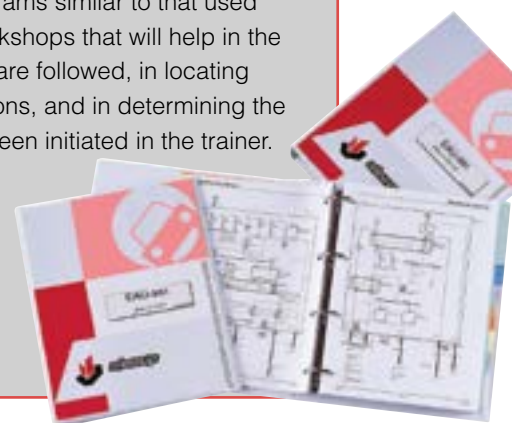 ams similar to that used
kshops that will help in the
are followed, in locating
ons, and in determining the
een initiated in the trainer.